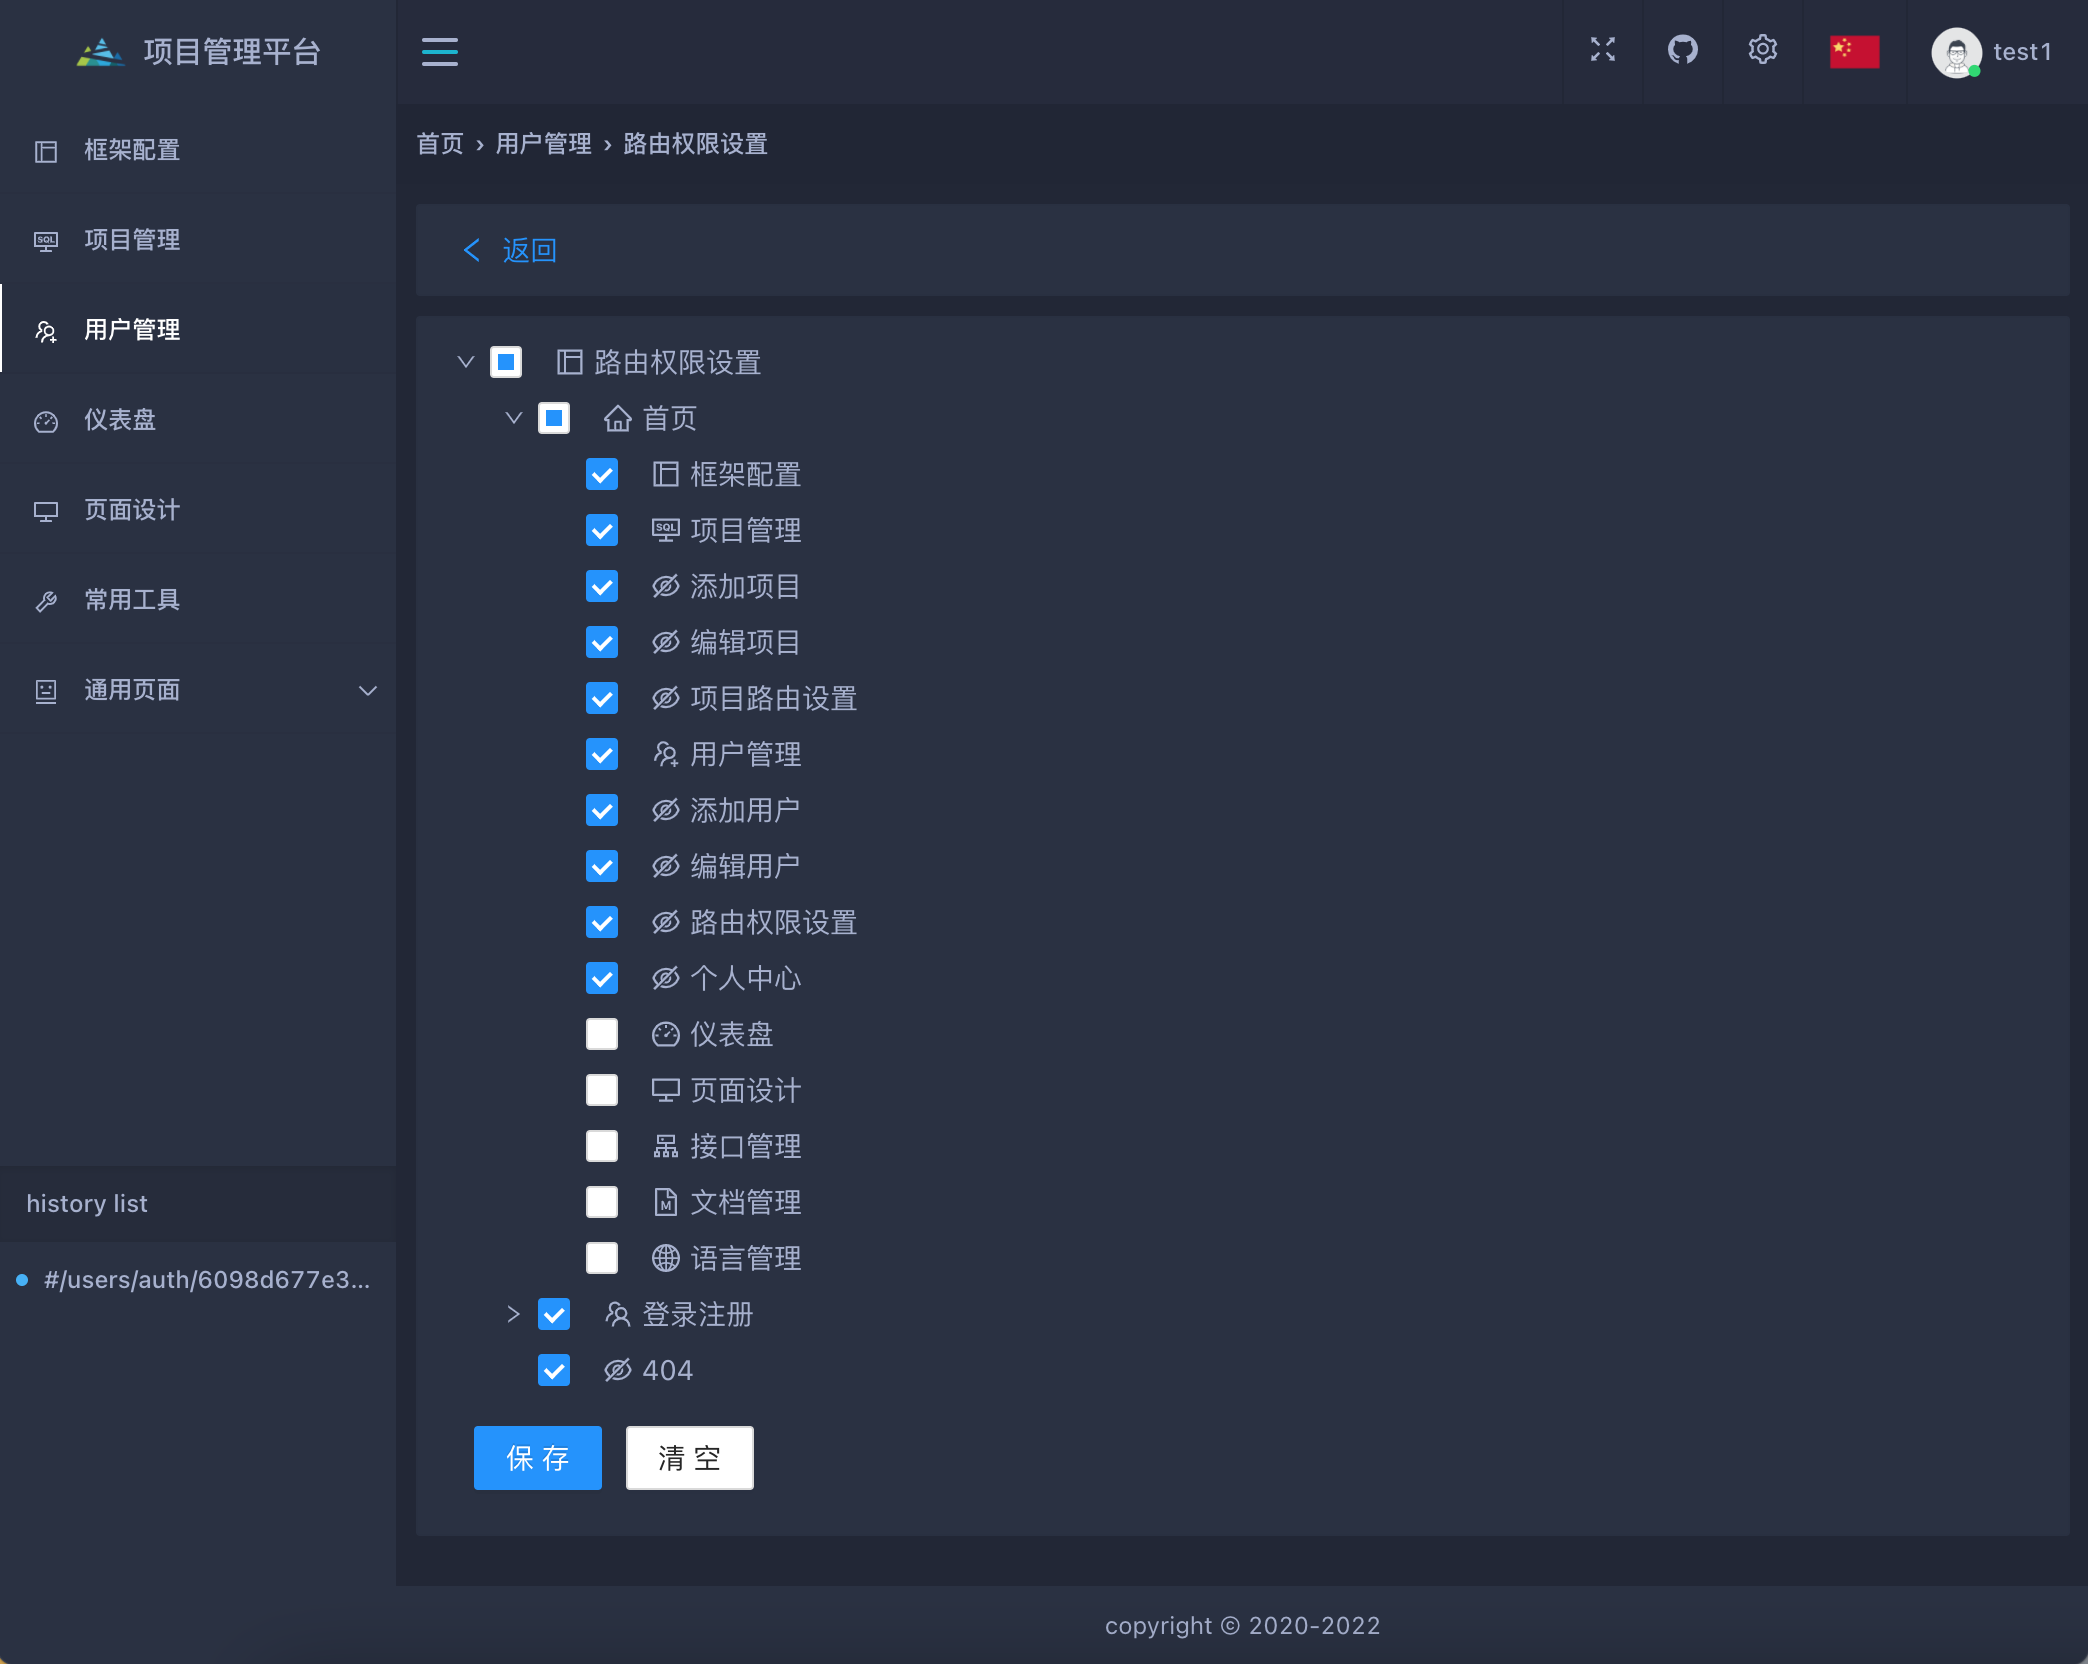 项目管理平台
test1
框架配置
项目管理
用户管理
仪表盘
页面设计
常用工具
通用页面
history list
#/users/auth/6098d677e3...
首页 › 用户管理 › 路由权限设置
返回
路由权限设置
首页
框架配置
SQL 项目管理
添加项目
编辑项目
项目路由设置
用户管理
添加用户
编辑用户
路由权限设置
个人中心
仪表盘
页面设计
接口管理
M 文档管理
语言管理
登录注册
404
保 存
清 空
copyright © 2020-2022